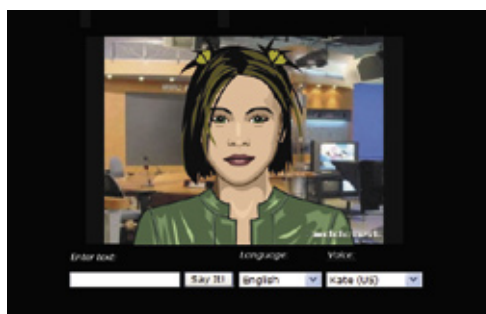 Enter text:
Language:
Voice:
Say It!
English
Kate (US)